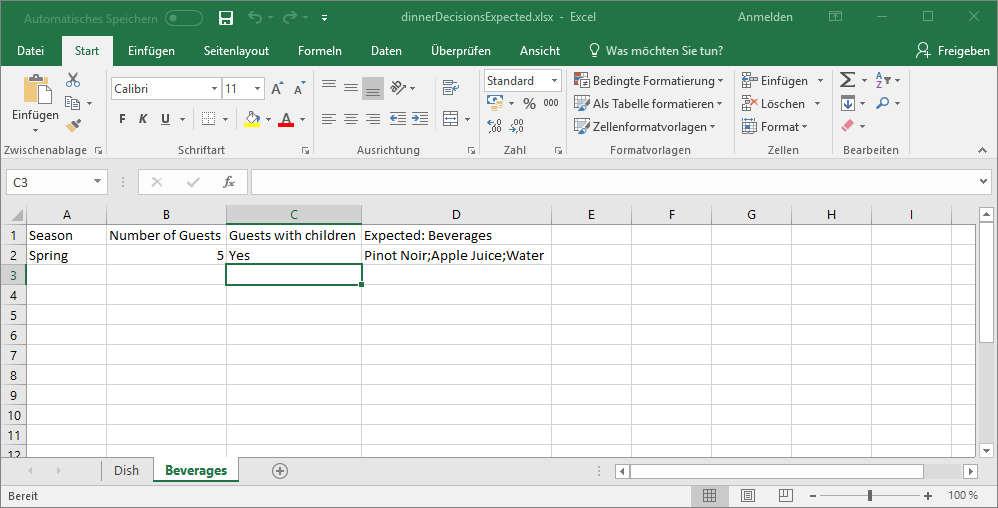 Automatisches Speichern
dinnerDecisionsExpected.xlsx - Excel
Anmelden
Datei Start Einfügen Seitenlayout Formeln Daten Überprüfen Ansicht Was möchten Sie tun? Freigeben
Calibri 11 Standard Bedingte Formatierung Einfügen
Als Tabelle formatieren Löschen
Einfügen F K U % 000 Zellenformatvorlagen Format
Zwischenablage Schriftart Ausrichtung Zahl Formatvorlagen Zellen Bearbeiten
C3 fx
A B C D E F G H I
1 Season Number of Guests Guests with children Expected: Beverages
2 Spring 5 Yes Pinot Noir;Apple Juice;Water
3
4
5
6
7
8
9
10
11
12
Dish Beverages
Bereit 100 %